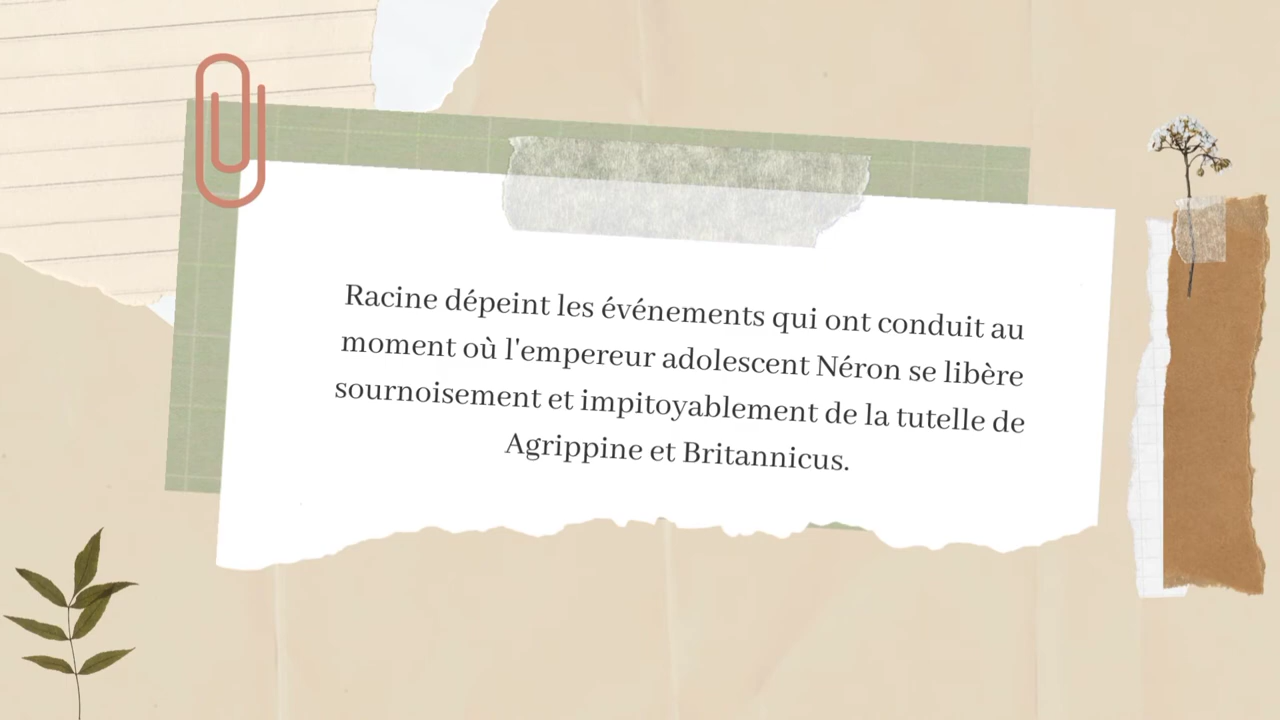 Racine dépeint les événements qui ont conduit au
moment où l'empereur adolescent Néron se libère
sournoisement et impitoyablement de la tutelle de
Agrippine et Britannicus.